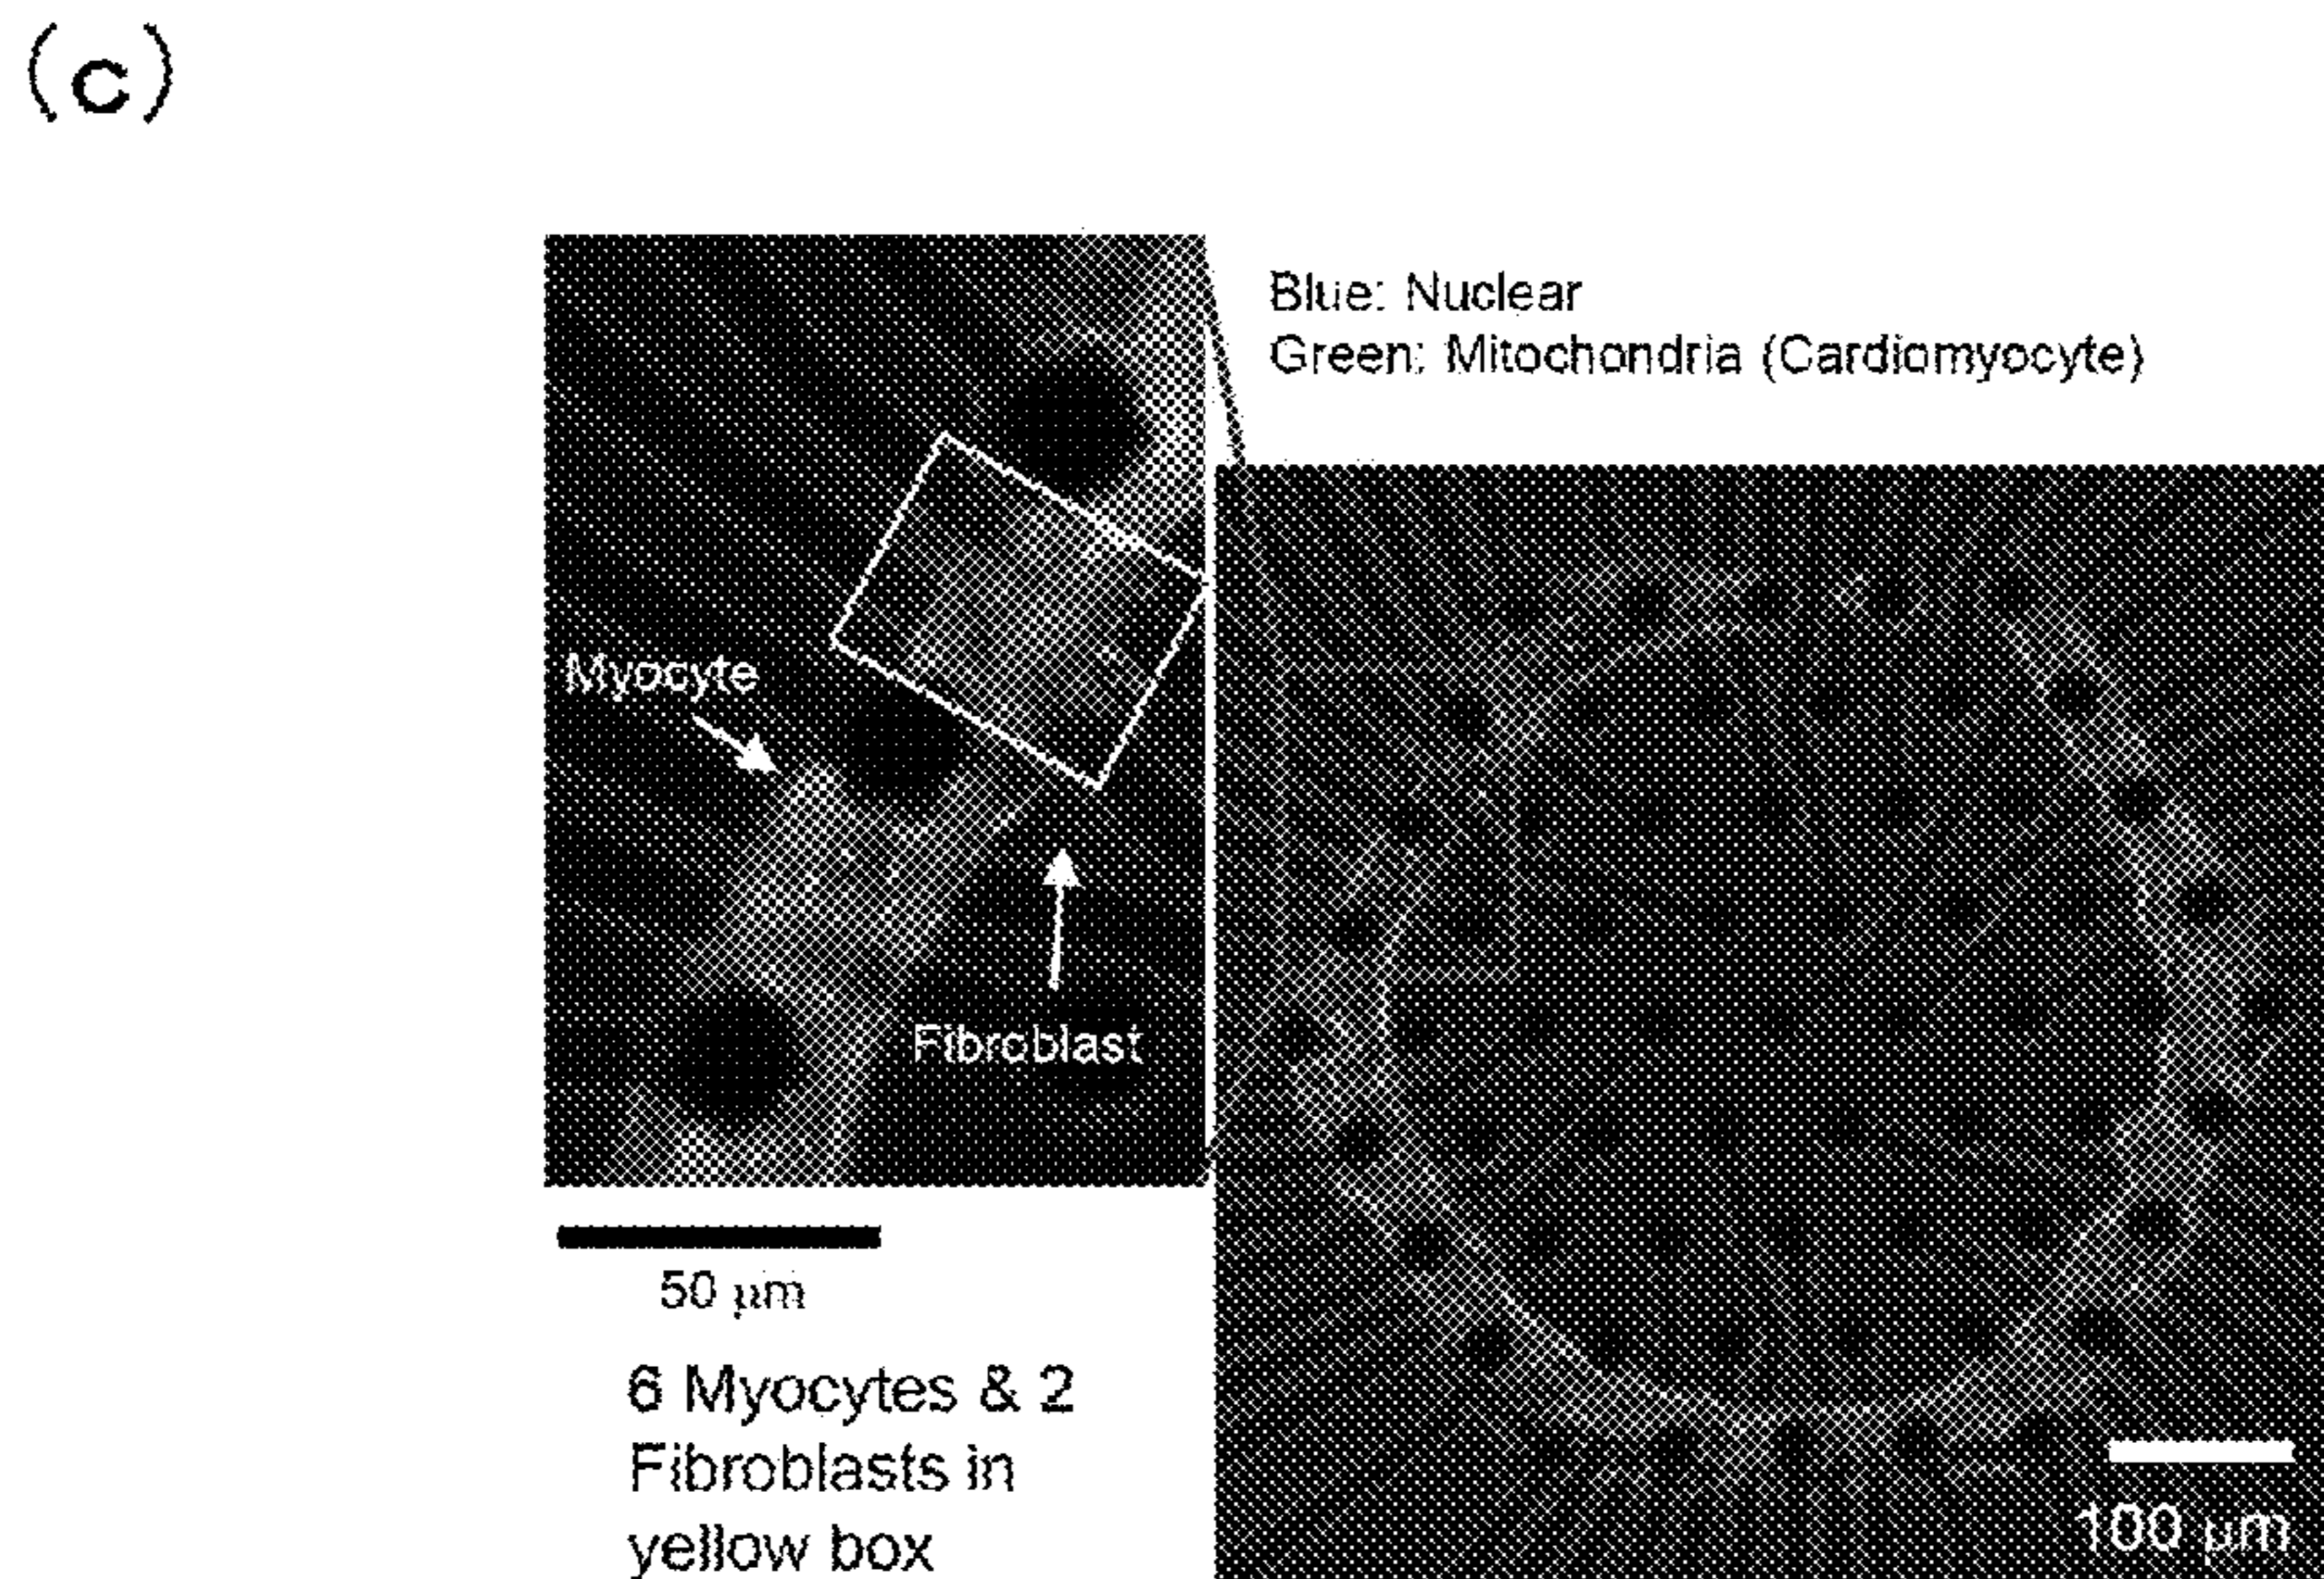 (c)
Blue: Nuclear
Green: Mitochondria (Cardiomyocyte)
Myocyte
Fibroblast
50 μm
6 Myocytes & 2
Fibroblasts in
yellow box
100 μm